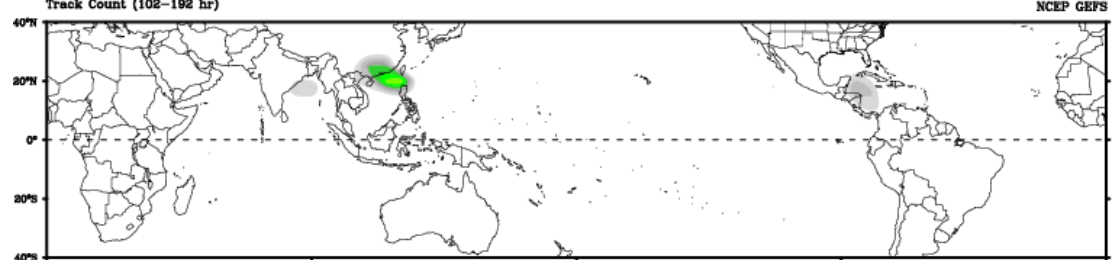 Track Count (102–192 hr)
NCEP GEFS
40°N
20°N
0°
20°S
40°S